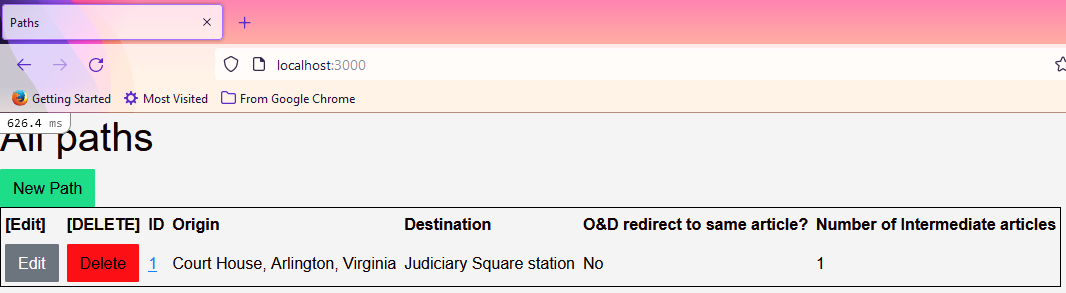 Paths
localhost:3000
Getting Started Most Visited From Google Chrome
626.4 ms
All paths
New Path
[Edit] [DELETE] ID Origin Destination O&D redirect to same article? Number of Intermediate articles
Edit Delete 1 Court House, Arlington, Virginia Judiciary Square station No 1